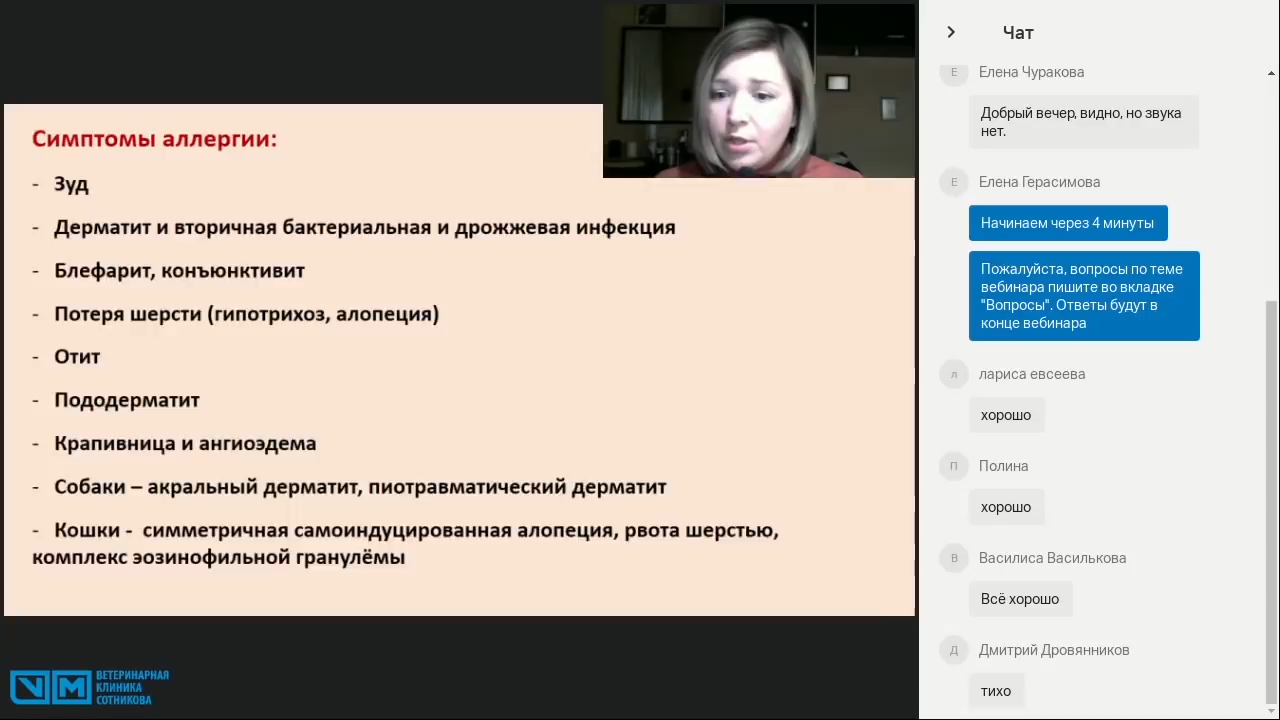 Симптомы аллергии:
- Зуд
- Дерматит и вторичная бактериальная и дрожжевая инфекция
- Блефарит, конъюнктивит
- Потеря шерсти (гипотрихоз, алопеция)
- Отит
- Пододерматит
- Крапивница и ангиоэдема
- Собаки – акральный дерматит, пиотравматический дерматит
- Кошки - симметричная самоиндуцированная алопеция, рвота шерстью,
комплекс эозинофильной гранулёмы
VM
ВЕТЕРИНАРНАЯ
КЛИНИКА
СОТНИКОВА
Чат
Е
Елена Чуракова
Добрый вечер, видно, но звука
нет.
Е
Елена Герасимова
Начинаем через 4 минуты
Пожалуйста, вопросы по теме
вебинара пишите во вкладке
"Вопросы". Ответы будут в
конце вебинара
л
лариса евсеева
хорошо
П
Полина
хорошо
В
Василиса Василькова
Всё хорошо
Д
Дмитрий Дровянников
тихо